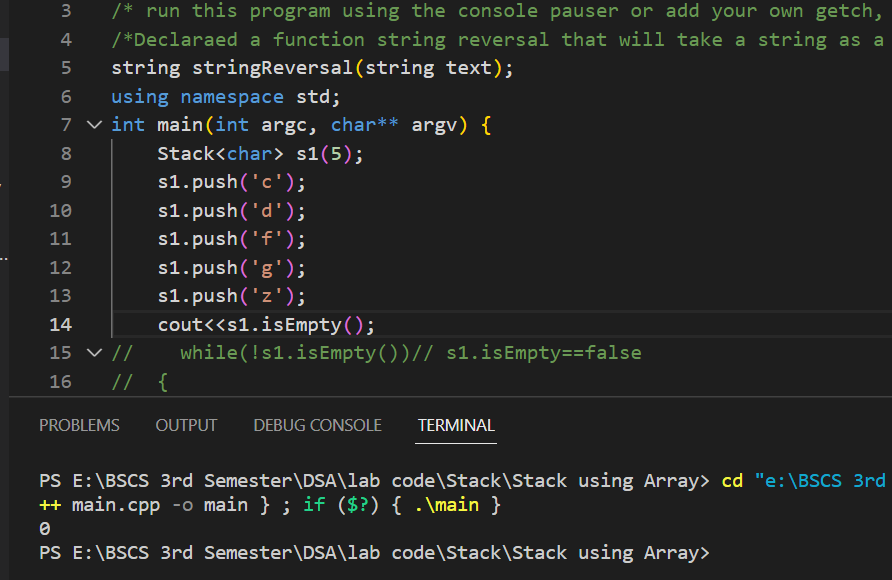 3 /* run this program using the console pauser or add your own getch,
4 /*Declaraed a function string reversal that will take a string as a
5 string stringReversal(string text);
6 using namespace std;
7 int main(int argc, char** argv) {
8 Stack<char> s1(5);
9 s1.push('c');
10 s1.push('d');
11 s1.push('f');
12 s1.push('g');
13 s1.push('z');
14 cout<<s1.isEmpty();
15 // while(!s1.isEmpty())// s1.isEmpty==false
16 // {
PROBLEMS OUTPUT DEBUG CONSOLE TERMINAL
PS E:\BSCS 3rd Semester\DSA\lab code\Stack\Stack using Array> cd "e:\BSCS 3rd
++ main.cpp -o main } ; if ($?) { .\main }
0
PS E:\BSCS 3rd Semester\DSA\lab code\Stack\Stack using Array>